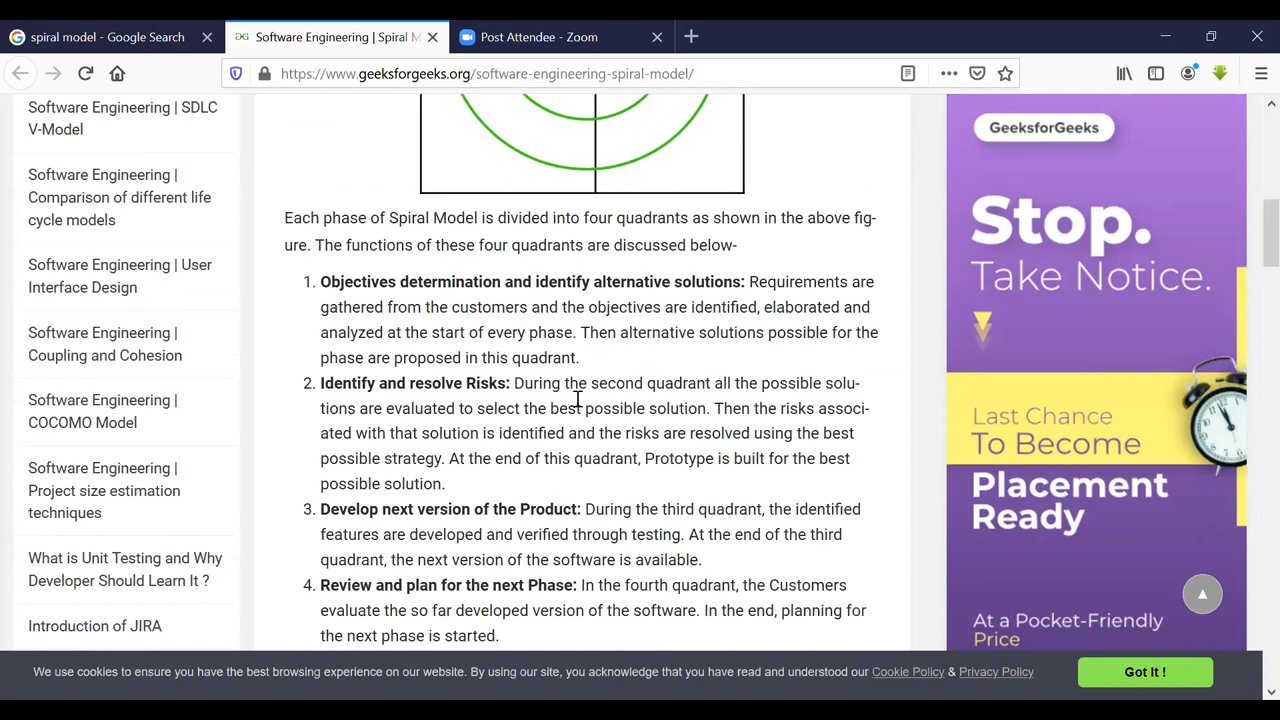 spiral model - Google Search
Software Engineering | Spiral M
Post Attendee - Zoom
https://www.geeksforgeeks.org/software-engineering-spiral-model/
Software Engineering | SDLC
V-Model
Software Engineering |
Comparison of different life
cycle models
Software Engineering | User
Interface Design
Software Engineering |
Coupling and Cohesion
Software Engineering |
COCOMO Model
Software Engineering |
Project size estimation
techniques
What is Unit Testing and Why
Developer Should Learn It ?
Introduction of JIRA
Each phase of Spiral Model is divided into four quadrants as shown in the above fig-
ure. The functions of these four quadrants are discussed below-
1. Objectives determination and identify alternative solutions: Requirements are
gathered from the customers and the objectives are identified, elaborated and
analyzed at the start of every phase. Then alternative solutions possible for the
phase are proposed in this quadrant.
2. Identify and resolve Risks: During the second quadrant all the possible solu-
tions are evaluated to select the best possible solution. Then the risks associ-
ated with that solution is identified and the risks are resolved using the best
possible strategy. At the end of this quadrant, Prototype is built for the best
possible solution.
3. Develop next version of the Product: During the third quadrant, the identified
features are developed and verified through testing. At the end of the third
quadrant, the next version of the software is available.
4. Review and plan for the next Phase: In the fourth quadrant, the Customers
evaluate the so far developed version of the software. In the end, planning for
the next phase is started.
GeeksforGeeks
Stop.
Take Notice.
Last Chance
To Become
Placement
Ready
At a Pocket-Friendly
Price
We use cookies to ensure you have the best browsing experience on our website. By using our site, you acknowledge that you have read and understood our Cookie Policy & Privacy Policy
Got It !